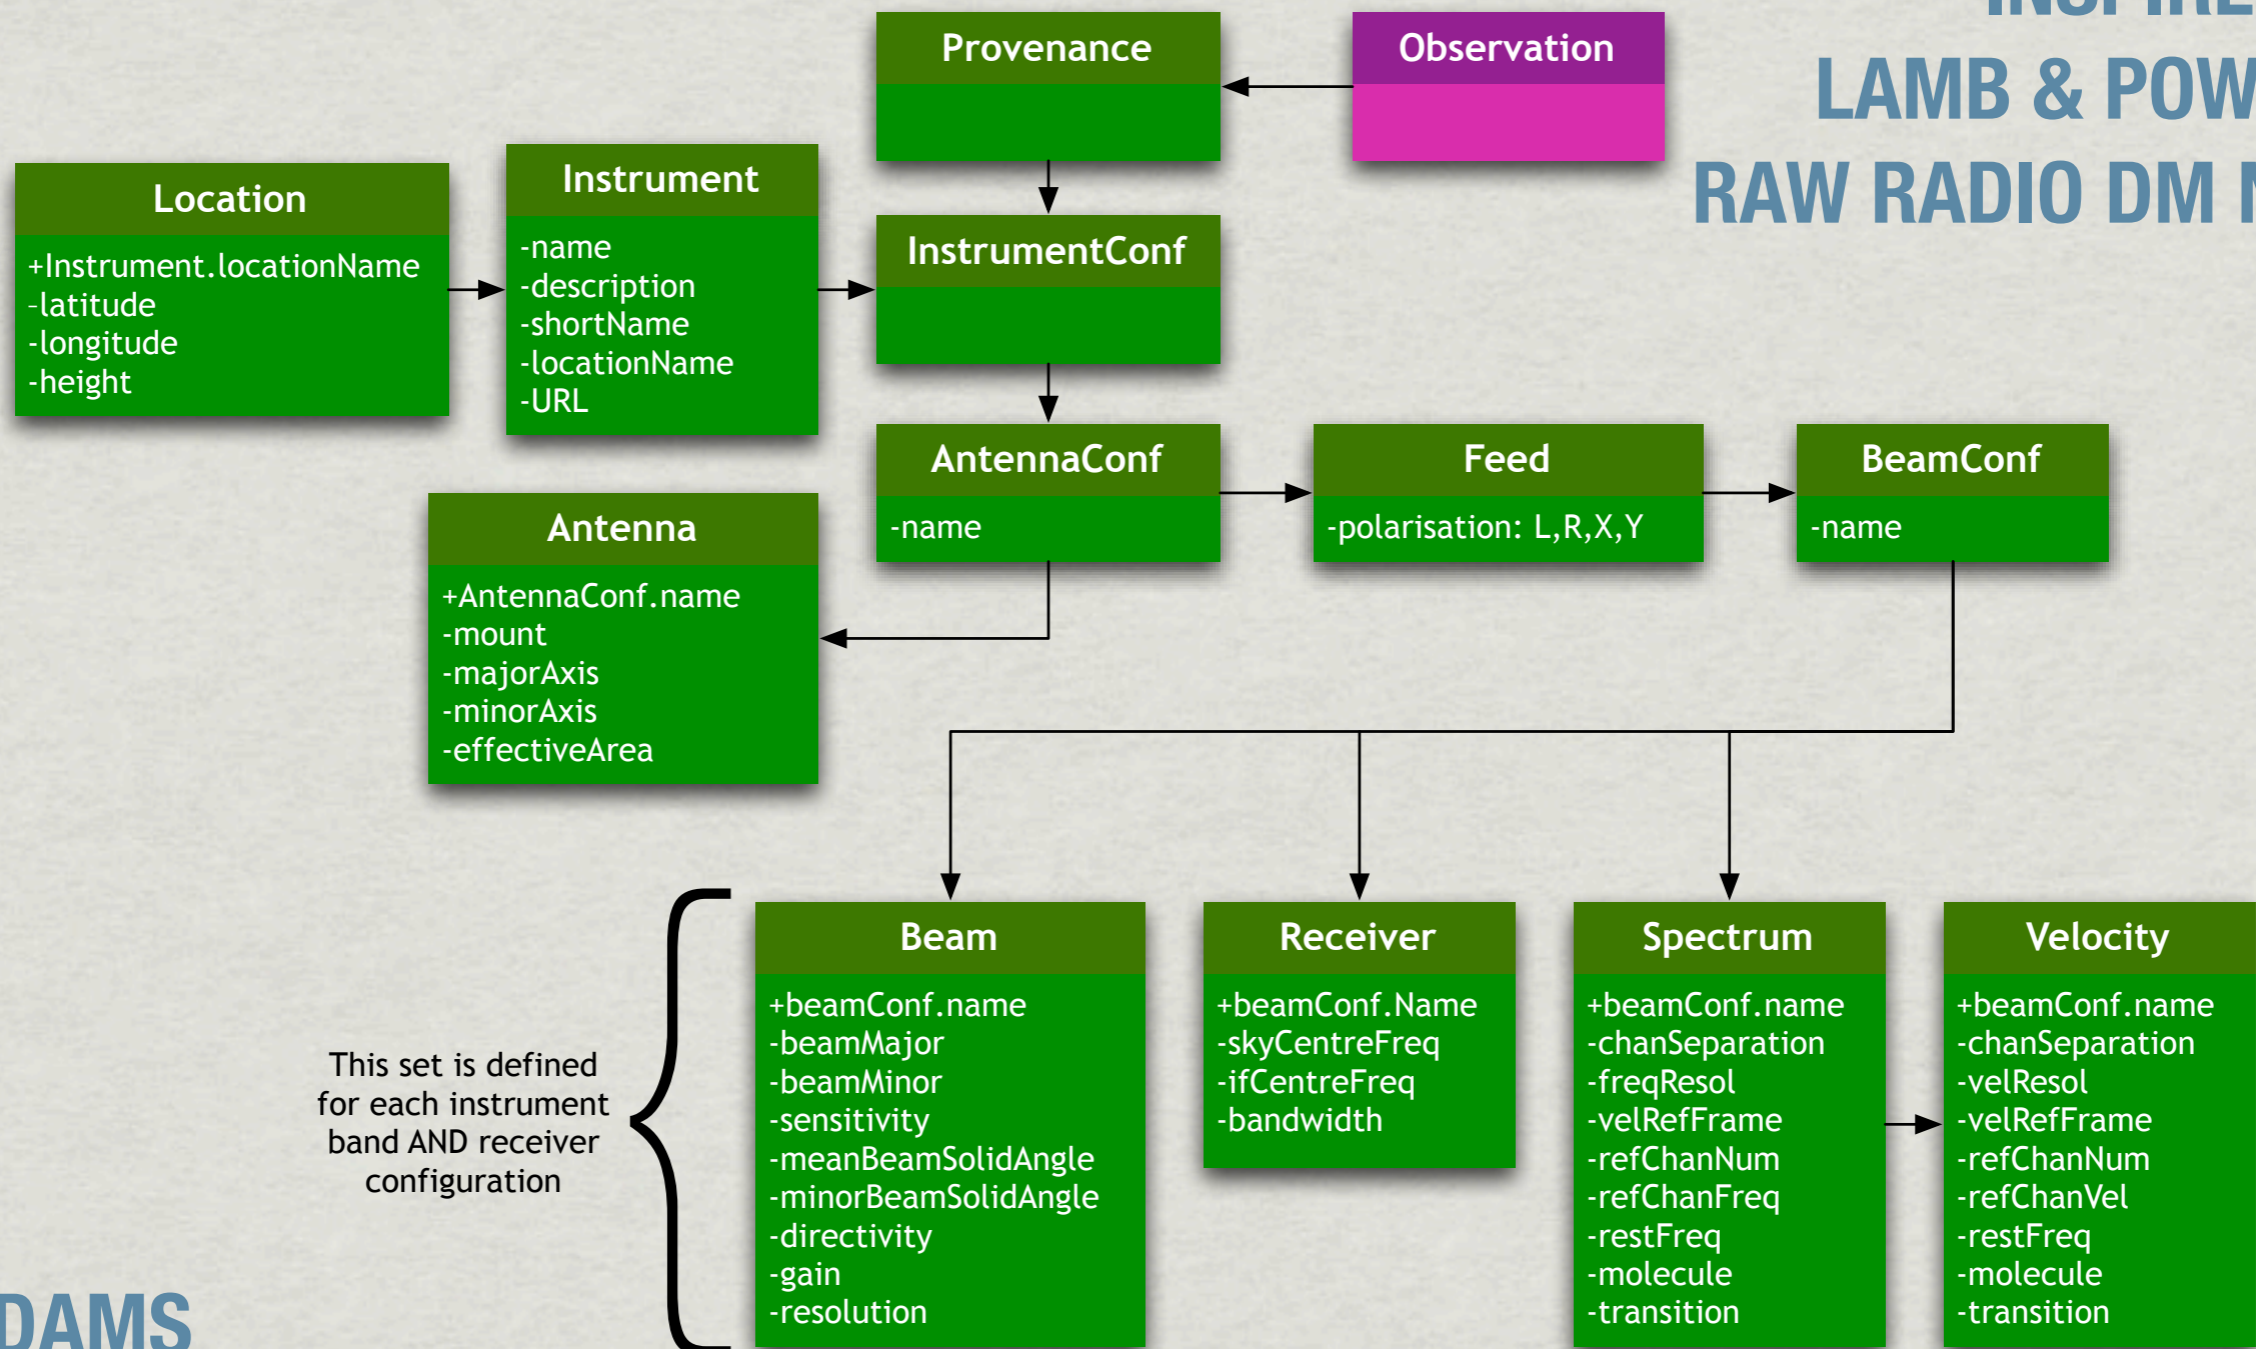 LAMB & POW
RAW RADIO DM
Provenance
Observation
Location
+Instrument.locationName
-latitude
-longitude
-height
Instrument
-name
-description
-shortName
-locationName
-URL
InstrumentConf
AntennaConf
-name
Feed
-polarisation: L,R,X,Y
BeamConf
-name
Antenna
+AntennaConf.name
-mount
-majorAxis
-minorAxis
-effectiveArea
This set is defined
for each instrument
band AND receiver
configuration
Beam
+beamConf.name
-beamMajor
-beamMinor
-sensitivity
-meanBeamSolidAngle
-minorBeamSolidAngle
-directivity
-gain
-resolution
Receiver
+beamConf.Name
-skyCentreFreq
-ifCentreFreq
-bandwidth
Spectrum
+beamConf.name
-chanSeparation
-freqResol
-velRefFrame
-refChanNum
-refChanFreq
-restFreq
-molecule
-transition
Velocity
+beamConf.name
-chanSeparation
-velResol
-velRefFrame
-refChanNum
-refChanVel
-restFreq
-molecule
-transition
DAMS